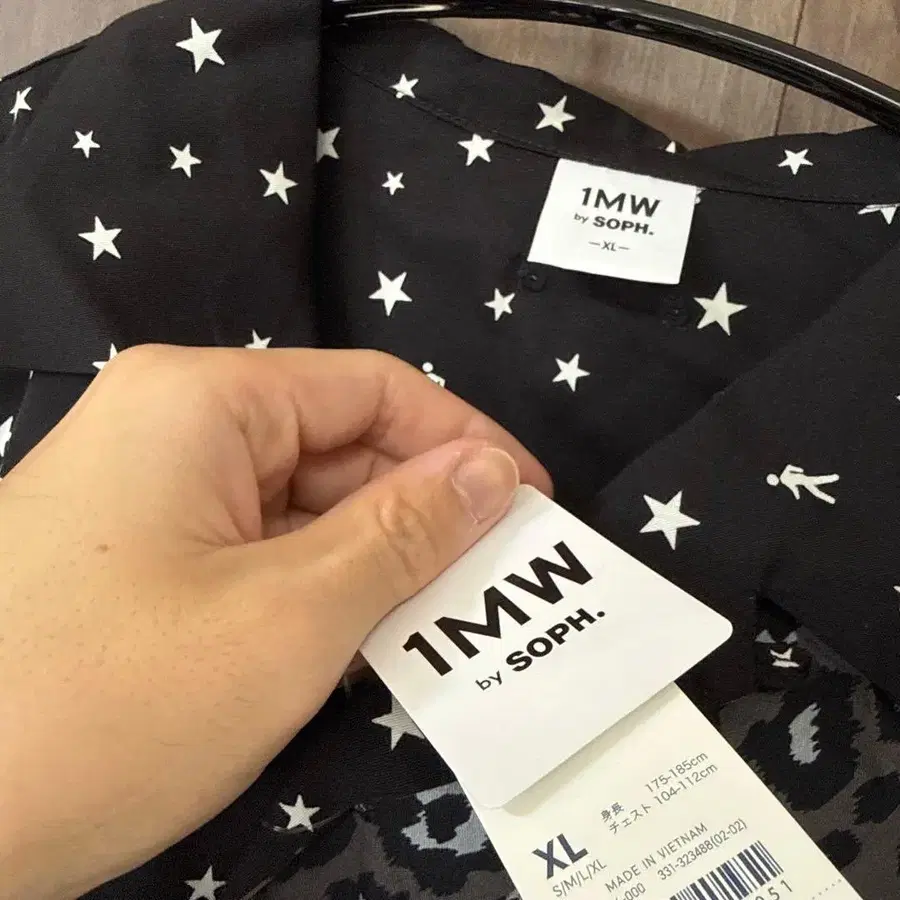 1MW
by SOPH.
—XL—
1MW
by SOPH.
身長 175-185cm
チェスト 104-112cm
XL
S/M/L/XL
MADE IN VIETNAM
331-323488(02-02)